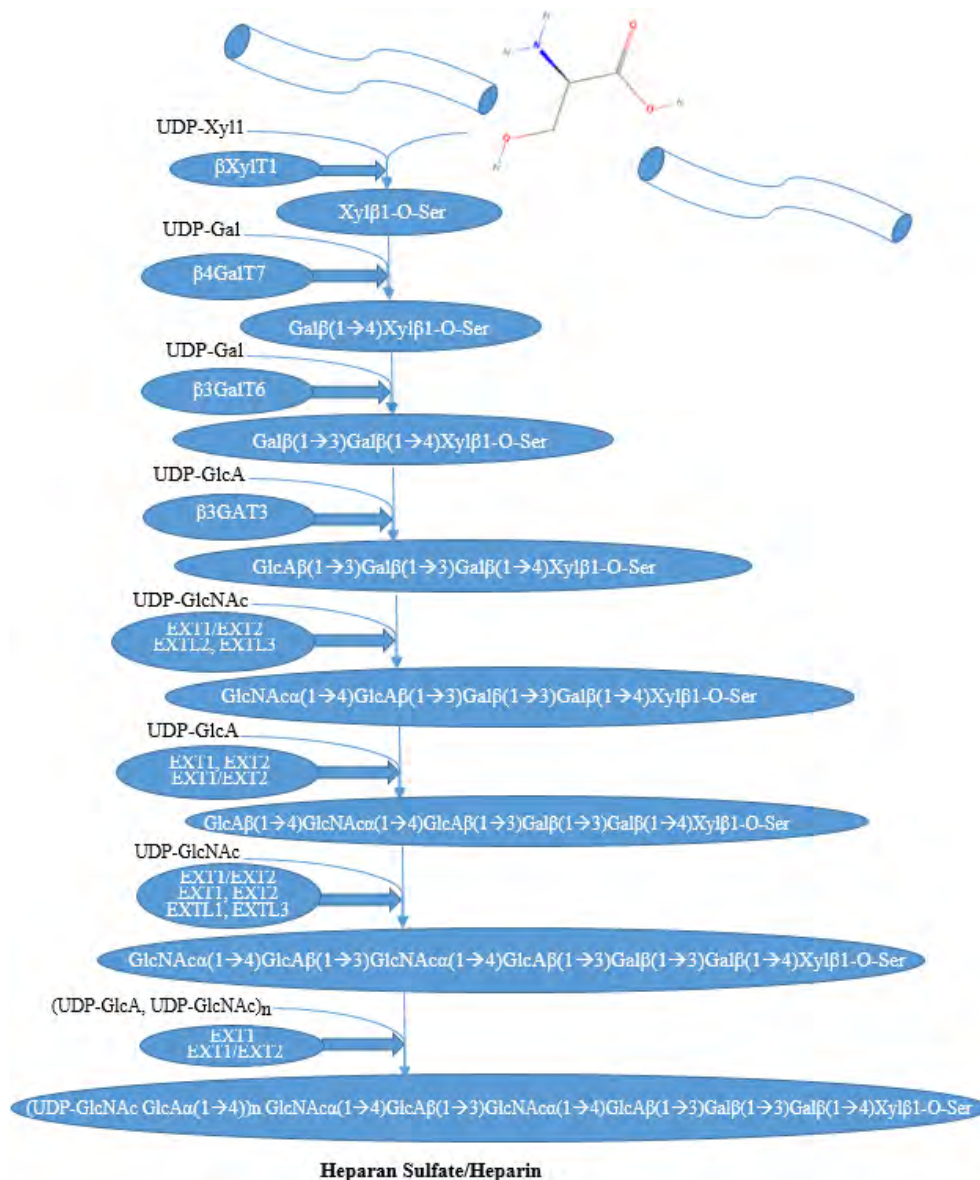 H
H
N
O
O
H
O
H
UDP-Xyl1
βXylT1
Xylβ1-O-Ser
UDP-Gal
β4GalT7
Galβ(1→4)Xylβ1-O-Ser
UDP-Gal
β3GalT6
Galβ(1→3)Galβ(1→4)Xylβ1-O-Ser
UDP-GlcA
β3GAT3
GlcAβ(1→3)Galβ(1→3)Galβ(1→4)Xylβ1-O-Ser
UDP-GlcNAc
EXT1/EXT2
EXTL2, EXTL3
GlcNAcα(1→4)GlcAβ(1→3)Galβ(1→3)Galβ(1→4)Xylβ1-O-Ser
UDP-GlcA
EXT1, EXT2
EXT1/EXT2
GlcAβ(1→4)GlcNAcα(1→4)GlcAβ(1→3)Galβ(1→3)Galβ(1→4)Xylβ1-O-Ser
UDP-GlcNAc
EXT1/EXT2
EXT1, EXT2
EXTL1, EXTL3
GlcNAcα(1→4)GlcAβ(1→3)GlcNAcα(1→4)GlcAβ(1→3)Galβ(1→3)Galβ(1→4)Xylβ1-O-Ser
(UDP-GlcA, UDP-GlcNAc)n
EXT1
EXT1/EXT2
(UDP-GlcNAc GlcAα(1→4))n GlcNAcα(1→4)GlcAβ(1→3)GlcNAcα(1→4)GlcAβ(1→3)Galβ(1→3)Galβ(1→4)Xylβ1-O-Ser
Heparan Sulfate/Heparin